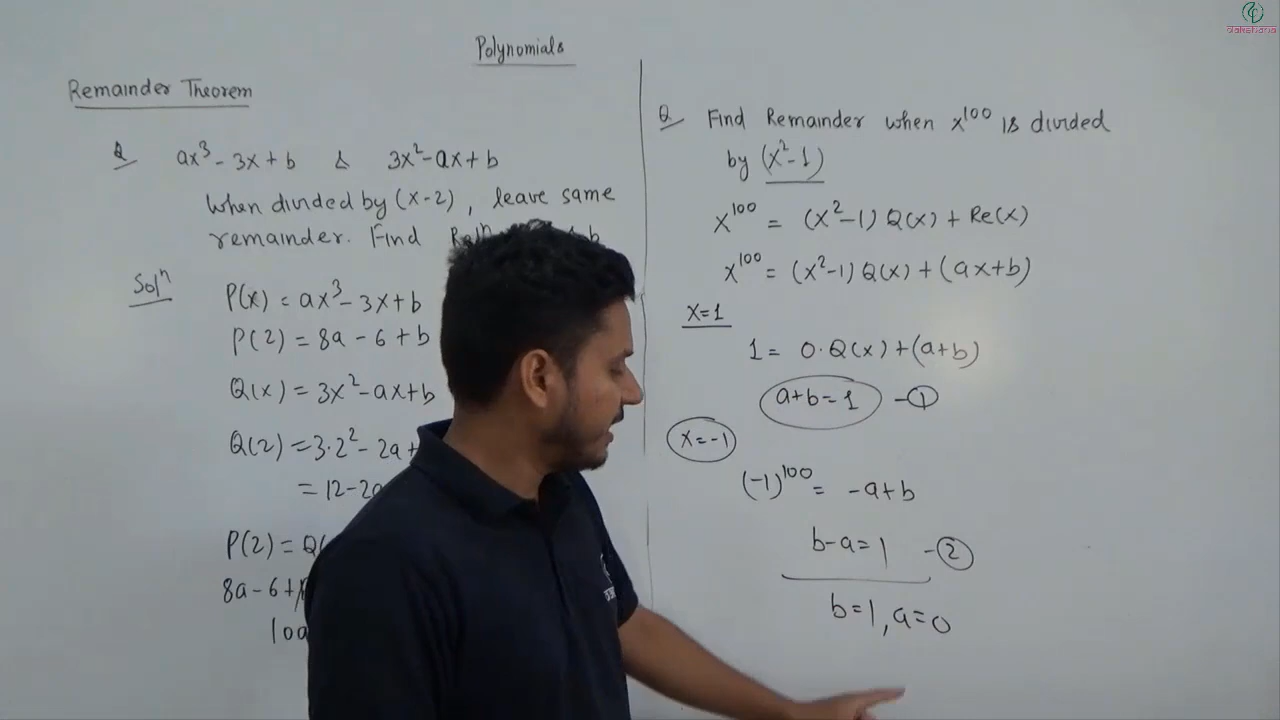 dakshana
Polynomials
Remainder Theorem
Q ax³ - 3x + b & 3x² - ax + b
When divided by (x-2), leave same
remainder. Find b
Solⁿ
P(x) = ax³ - 3x + b
P(2) = 8a - 6 + b
Q(x) = 3x² - ax + b
Q(2) = 3·2² - 2a +
= 12 - 2a
P(2) = Q(
8a - 6 +
10a
Q Find Remainder when x¹⁰⁰ is divided
by (x² - 1)
x¹⁰⁰ = (x² - 1) Q(x) + Re(x)
x¹⁰⁰ = (x² - 1) Q(x) + (ax + b)
x = 1
1 = 0·Q(x) + (a + b)
a + b = 1 - ①
x = -1
(-1)¹⁰⁰ = -a + b
b - a = 1 - ②
b = 1, a = 0